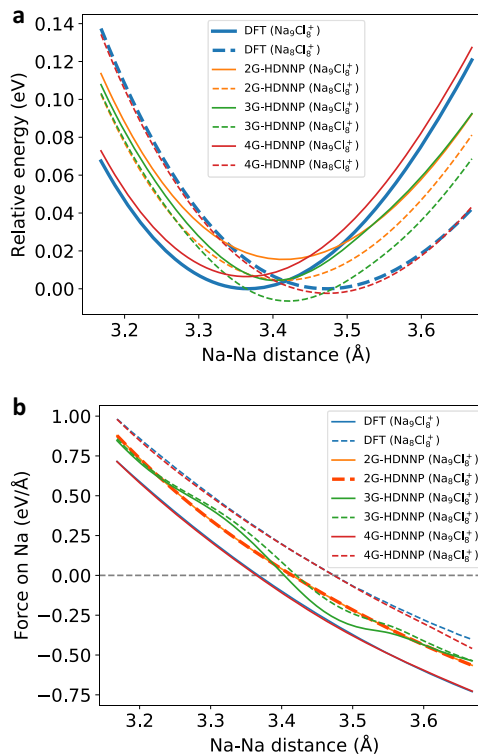 a
0.14
0.12
0.10
0.08
0.06
0.04
0.02
0.00
Relative energy (eV)
DFT (Na₉Cl₈⁺)
DFT (Na₈Cl₈⁺)
2G-HDNNP (Na₉Cl₈⁺)
2G-HDNNP (Na₈Cl₈⁺)
3G-HDNNP (Na₉Cl₈⁺)
3G-HDNNP (Na₈Cl₈⁺)
4G-HDNNP (Na₉Cl₈⁺)
4G-HDNNP (Na₈Cl₈⁺)
3.2 3.3 3.4 3.5 3.6
Na-Na distance (Å)
b
1.00
0.75
0.50
0.25
0.00
−0.25
−0.50
−0.75
Force on Na (eV/Å)
DFT (Na₉Cl₈⁺)
DFT (Na₈Cl₈⁺)
2G-HDNNP (Na₉Cl₈⁺)
2G-HDNNP (Na₈Cl₈⁺)
3G-HDNNP (Na₉Cl₈⁺)
3G-HDNNP (Na₈Cl₈⁺)
4G-HDNNP (Na₉Cl₈⁺)
4G-HDNNP (Na₈Cl₈⁺)
3.2 3.3 3.4 3.5 3.6
Na-Na distance (Å)